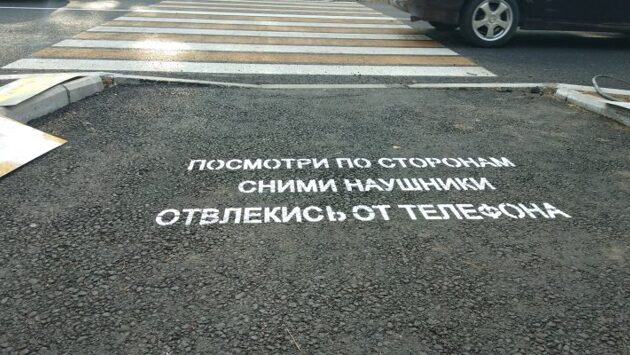 ПОСМОТРИ ПО СТОРОНАМ
СНИМИ НАУШНИКИ
ОТВЛЕКИСЬ ОТ ТЕЛЕФОНА